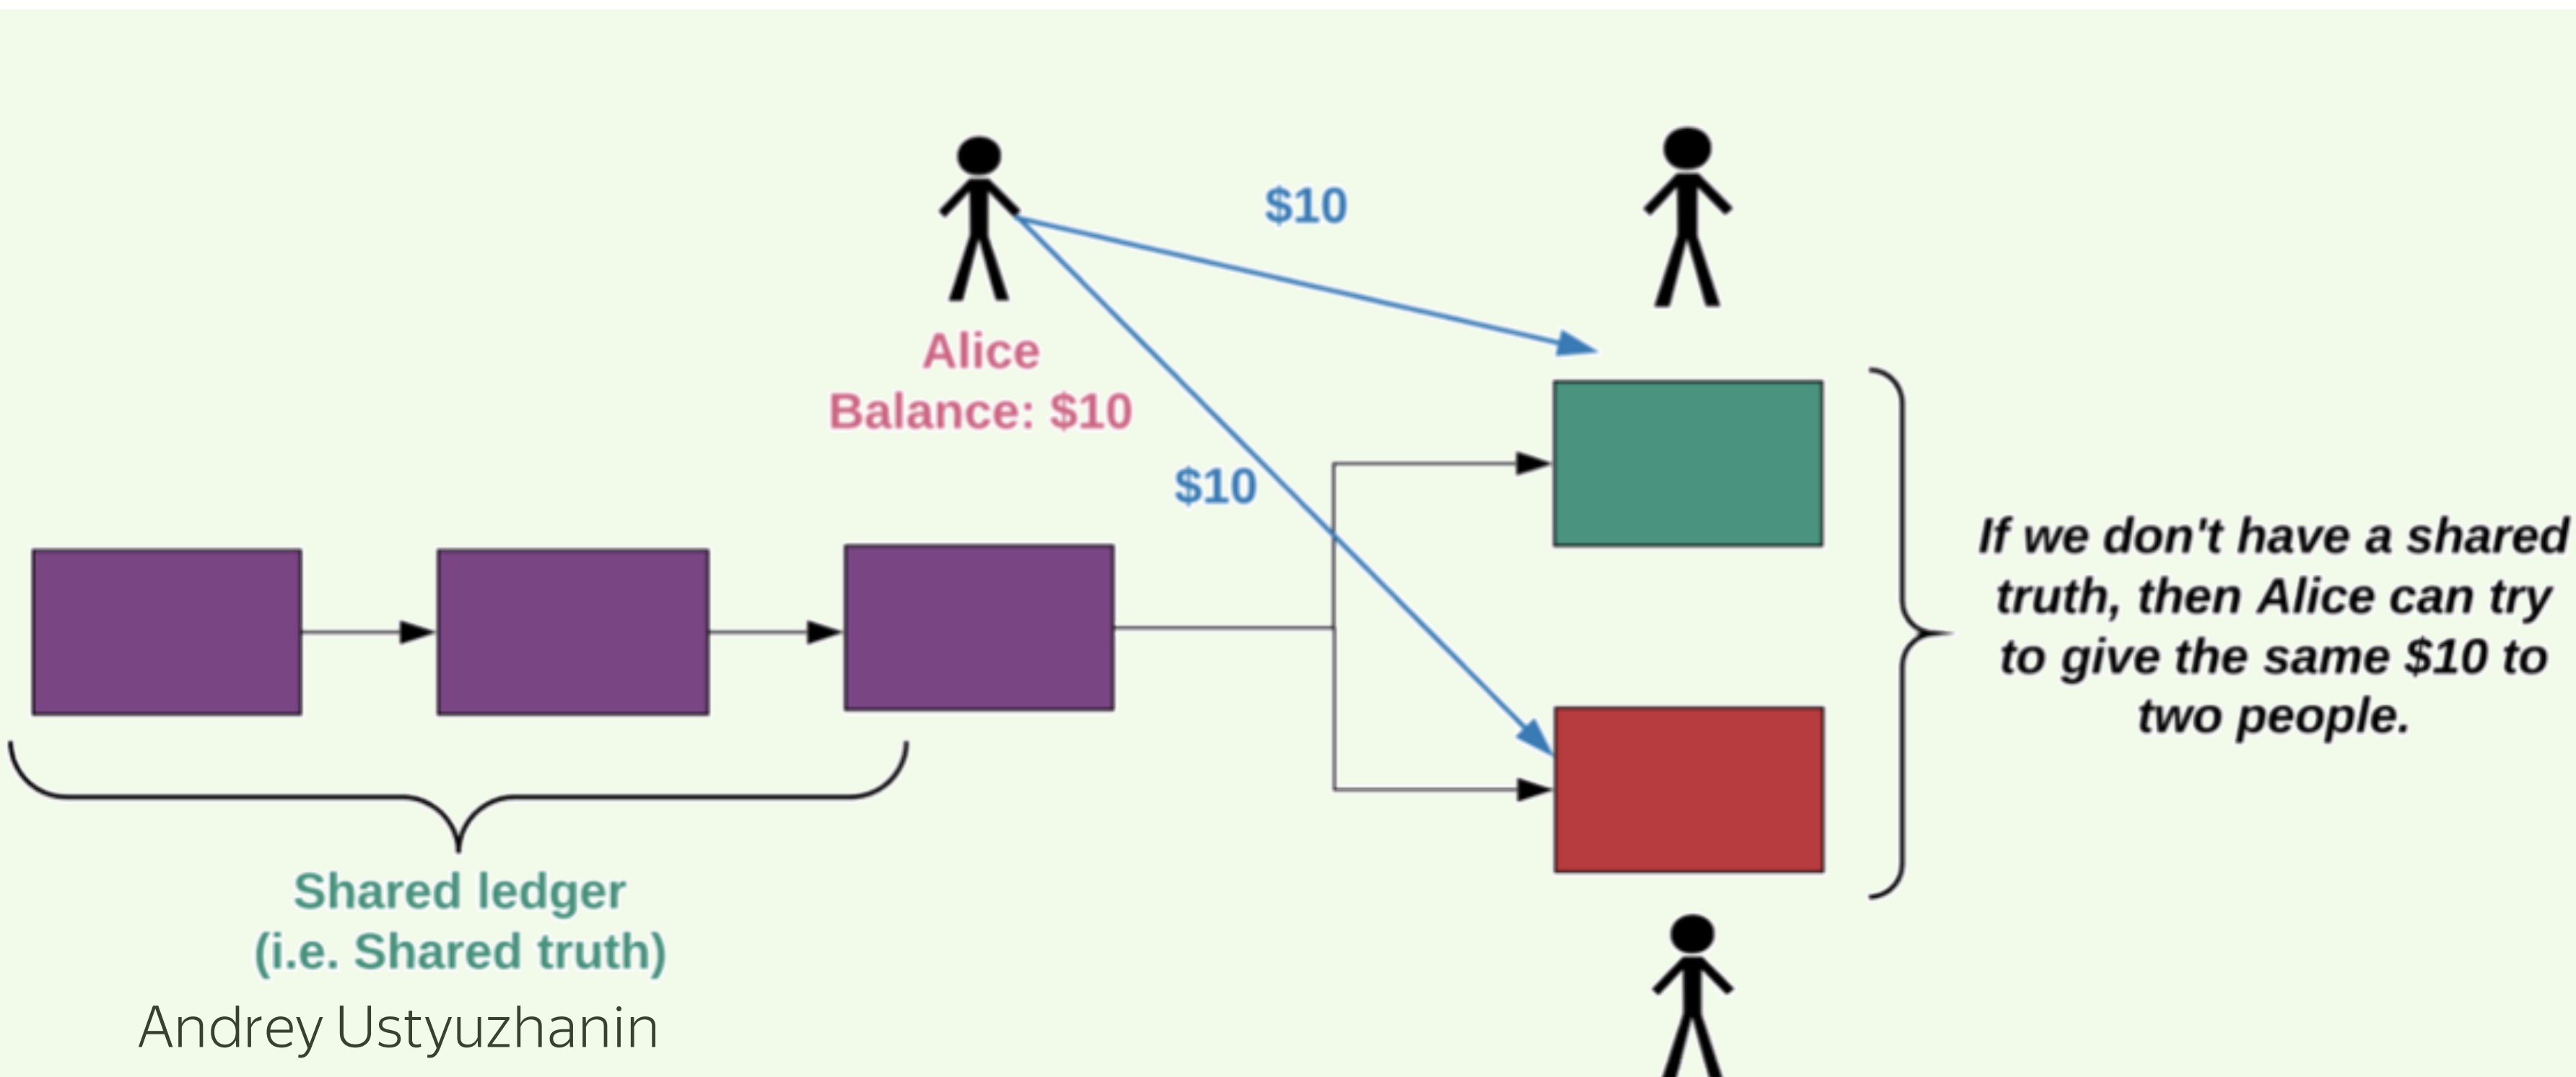 $10
Alice
Balance: $10
$10
If we don't have a shared
truth, then Alice can try
to give the same $10 to
two people.
Shared ledger
(i.e. Shared truth)
Andrey Ustyuzhanin